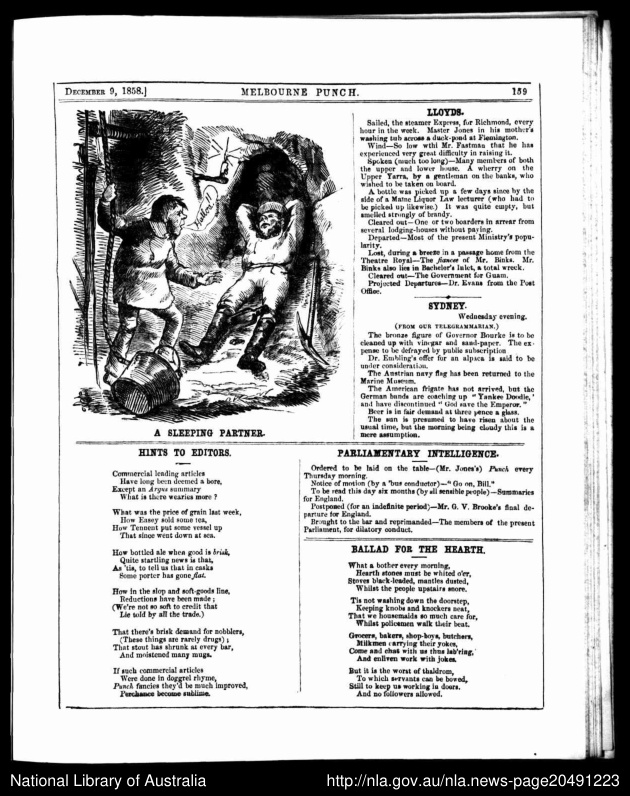 DECEMBER 9, 1858.]
MELBOURNE PUNCH.
159
A SLEEPING PARTNER.
HINTS TO EDITORS.
Commercial leading articles
Have long been deemed a bore,
Except an Argus summary
What is there wearies more ?
What was the price of grain last week,
How Easey sold some tea,
How Tennent put some vessel up
That since went down at sea.
How bottled ale when good is brisk,
Quite startling news is that,
As 'tis, to tell us that in casks
Some porter has gone flat.
How in the slop and soft-goods line,
Reductions have been made ;
(We're not so soft to credit that
Lie told by all the trade.)
That there's brisk demand for nobblers,
(These things are rarely drugs) ;
That stout has shrunk at every bar,
And moistened many mugs.
If such commercial articles
Were done in doggrel rhyme,
Punch fancies they'd be much improved,
Perchance become sublime.
LLOYDS.
Sailed, the steamer Express, for Richmond, every
hour in the week. Master Jones in his mother's
washing tub across a duck-pond at Flemington.
Wind—So low wthi Mr. Fastman that he has
experienced very great difficulty in raising it.
Spoken (much too long)—Many members of both
the upper and lower house. A wherry on the
Upper Yarra, by a gentleman on the banks, who
wished to be taken on board.
A bottle was picked up a few days since by the
side of a Maine Liquor Law lecturer (who had to
be picked up likewise.) It was quite empty, but
smelled strongly of brandy.
Cleared out—One or two boarders in arrear from
several lodging-houses without paying.
Departed—Most of the present Ministry's popu-
larity.
Lost, during a breeze in a passage home from the
Theatre Royal—The fiancee of Mr. Binks. Mr.
Binks also lies in Bachelor's Inlet, a total wreck.
Cleared out—The Government for Guam.
Projected Departures—Dr. Evans from the Post
Office.
SYDNEY.
Wednesday evening.
(FROM OUR TELEGRAMMARIAN.)
The bronze figure of Governor Bourke is to be
cleaned up with vinegar and sand-paper. The ex-
pense to be defrayed by public subscription
Dr. Embling's offer for an alpaca is said to be
under consideration.
The Austrian navy flag has been returned to the
Marine Museum.
The American frigate has not arrived, but the
German bands are coaching up " Yankee Doodle,'
and have discontinued " God save the Emperor."
Beer is in fair demand at three pence a glass.
The sun is presumed to have risen about the
usual time, but the morning being cloudy this is a
mere assumption.
PARLIAMENTARY INTELLIGENCE.
Ordered to be laid on the table—(Mr. Jones's) Punch every
Thursday morning.
Notice of motion (by a 'bus conductor)—" Go on, Bill."
To be read this day six months (by all sensible people)—Summaries
for England.
Postponed (for an indefinite period)—Mr. G. V. Brooke's final de-
parture for England.
Brought to the bar and reprimanded—The members of the present
Parliament, for dilatory conduct.
BALLAD FOR THE HEARTH.
What a bother every morning,
Hearth stones must be whited o'er,
Stoves black-leaded, mantles dusted,
Whilst the people upstairs snore.
Tis not washing down the doorstep,
Keeping knobs and knockers neat,
That we housemaids so much care for,
Whilst policemen walk their beat.
Grocers, bakers, shop-boys, butchers,
Milkmen carrying their yokes,
Come and chat with us thus lab'ring,
And enliven work with jokes.
But it is the worst of thaldrom,
To which servants can be bowed,
Still to keep us working in doors.
And no followers allowed.
National Library of Australia
http://nla.gov.au/nla.news-page20491223